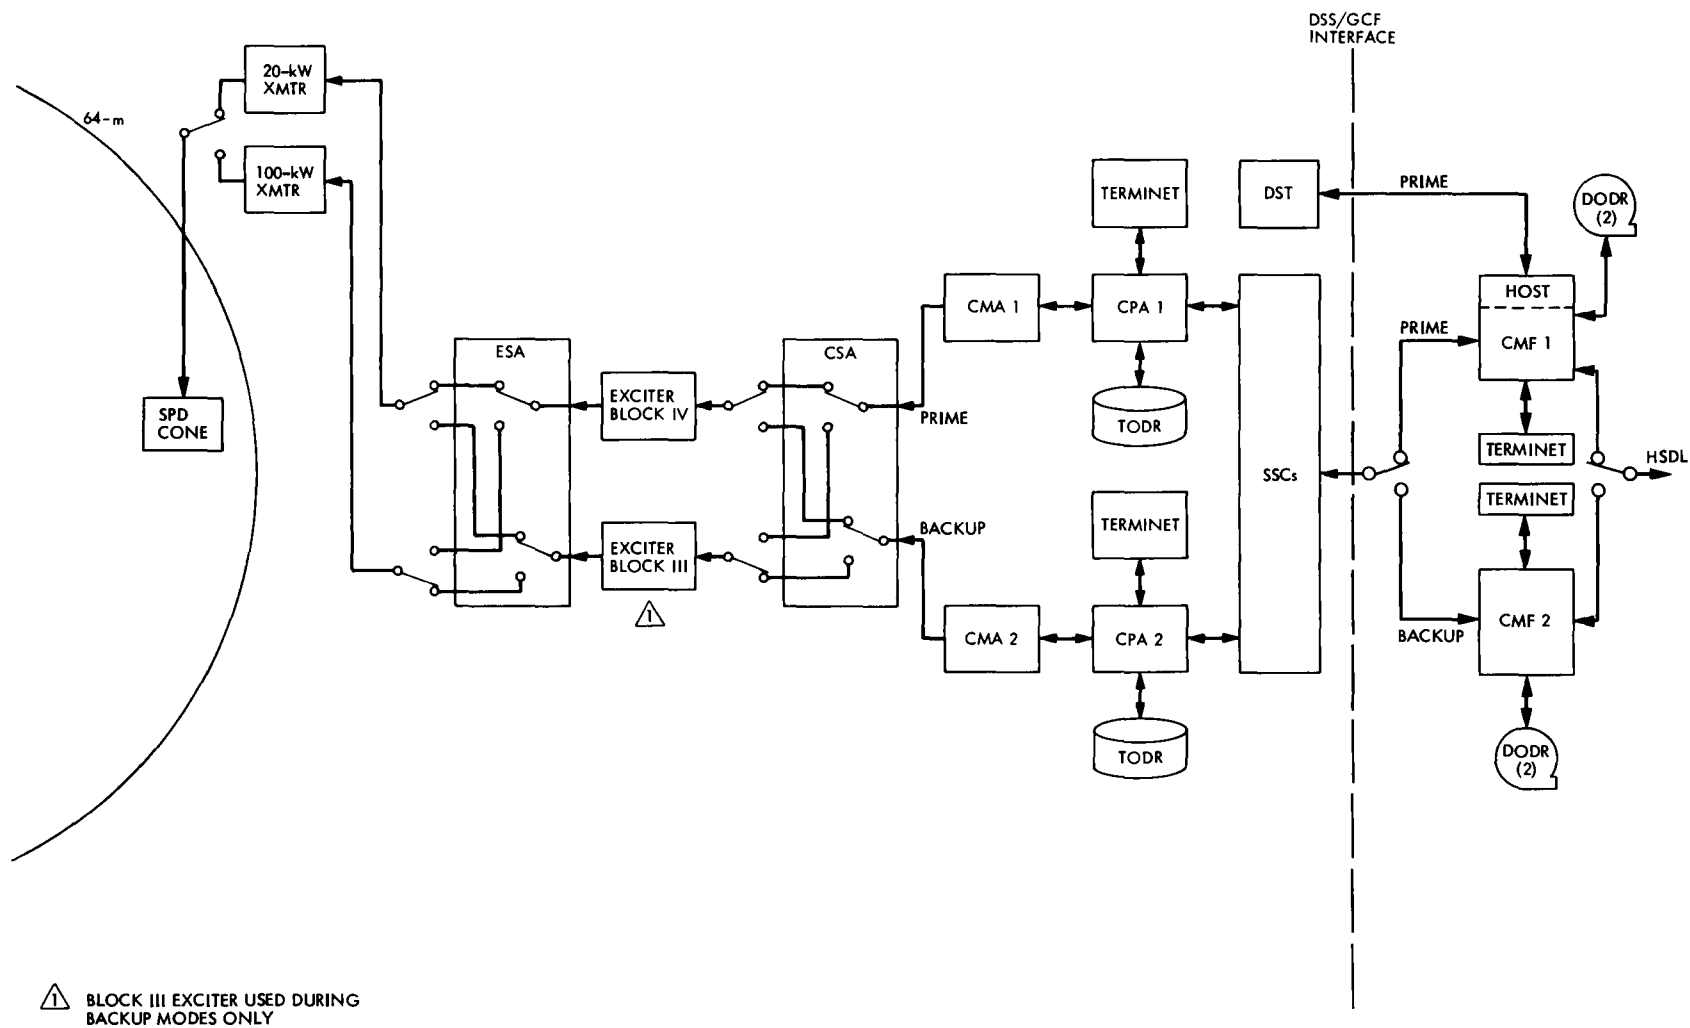 DSS/GCF
INTERFACE
20-kW
XMTR
64-m
100-kW
XMTR
TERMINET
DST
PRIME
DODR
(2)
HOST
CMA 1
CPA 1
PRIME
CMF 1
ESA
CSA
EXCITER
BLOCK IV
SPD
CONE
PRIME
TODR
TERMINET
HSDL
SSCs
TERMINET
BACKUP
TERMINET
EXCITER
BLOCK III
1
CMA 2
CPA 2
BACKUP
CMF 2
TODR
DODR
(2)
1 BLOCK III EXCITER USED DURING
BACKUP MODES ONLY